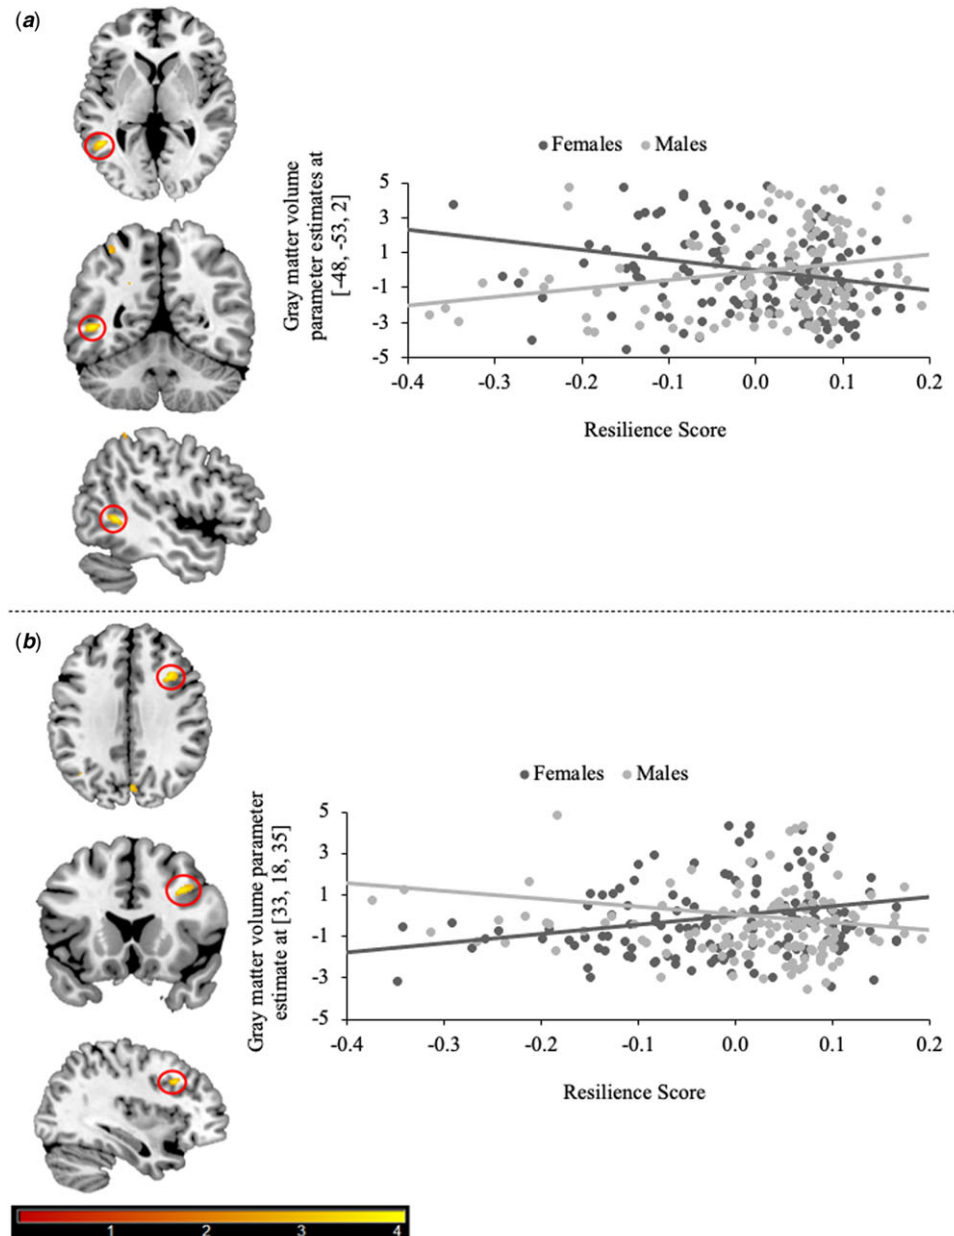 (a)
Females Males
Gray matter volume
parameter estimates at
[-48, -53, 2]
5
3
1
-1
-3
-5
-0.4 -0.3 -0.2 -0.1 0.0 0.1 0.2
Resilience Score
(b)
Females Males
Gray matter volume parameter
estimate at [33, 18, 35]
5
3
1
-1
-3
-5
-0.4 -0.3 -0.2 -0.1 0.0 0.1 0.2
Resilience Score
1 2 3 4